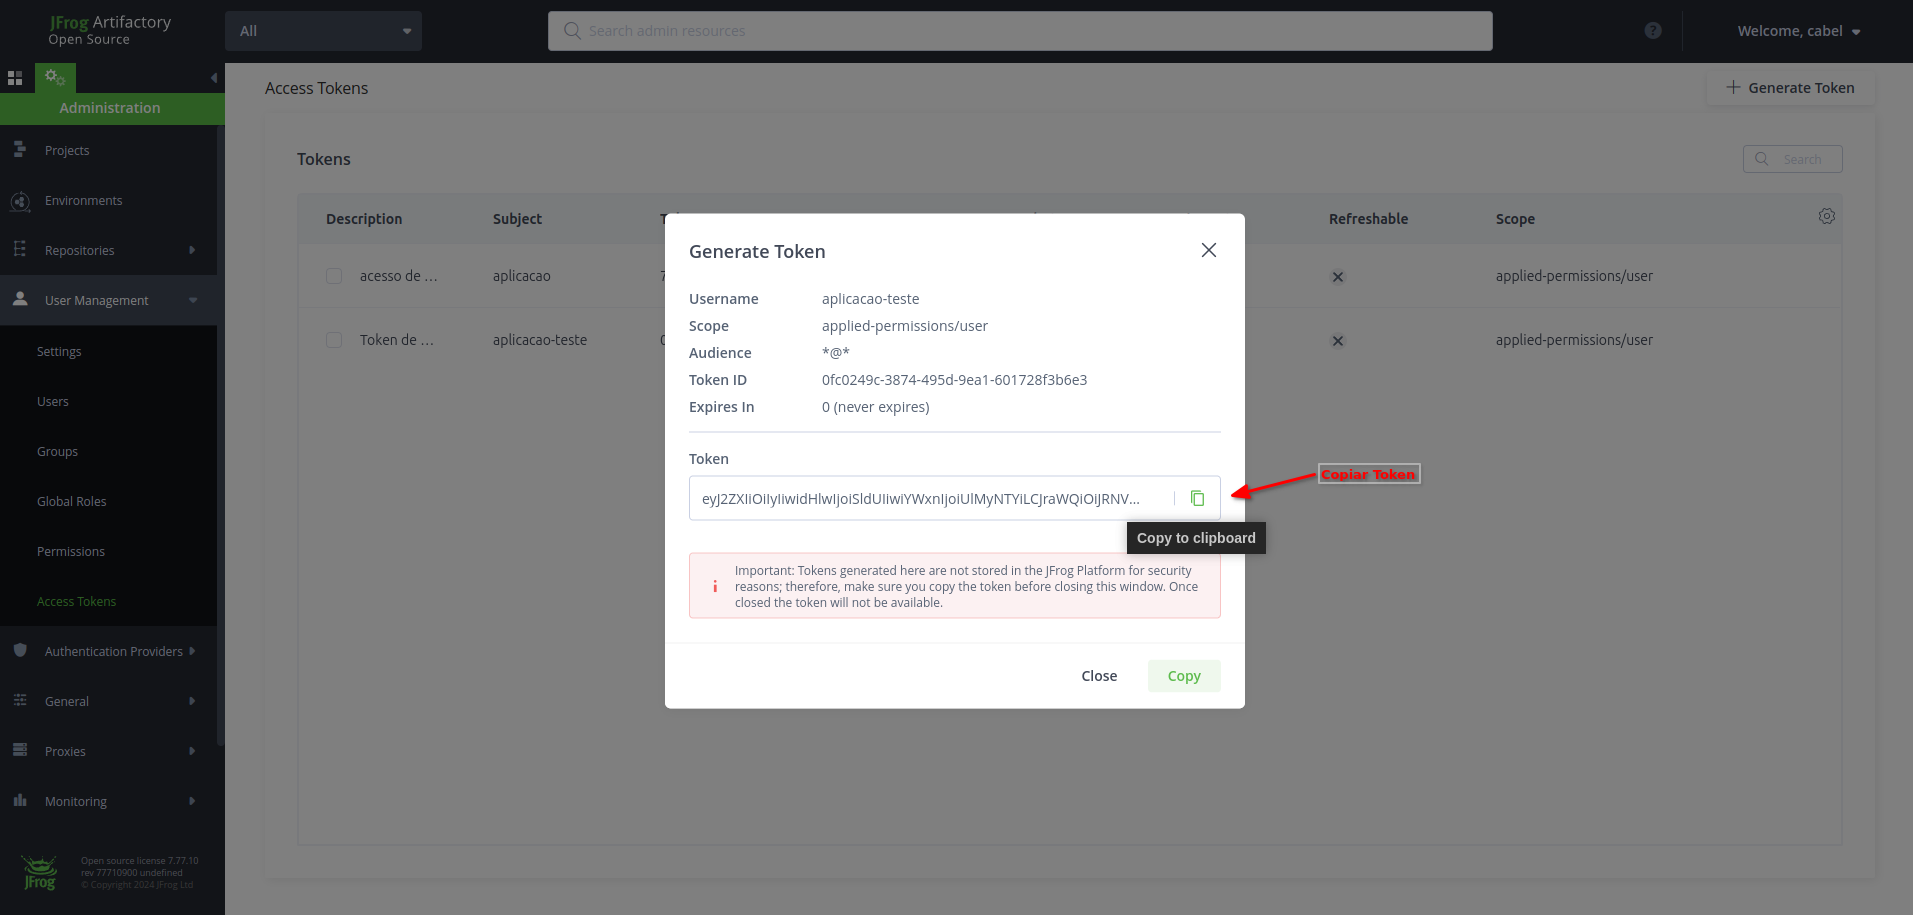 JFrog Artifactory
Open Source
All
Search admin resources
?
Welcome, cabel
Administration
Projects
Environments
Repositories
User Management
Settings
Users
Groups
Global Roles
Permissions
Access Tokens
Authentication Providers
General
Proxies
Monitoring
JFrog
Open source license 7.77.10
rev 77710900 undefined
© Copyright 2024 JFrog Ltd
Access Tokens
Generate Token
Tokens
Search
Description Subject Refreshable Scope
acesso de ... aplicacao applied-permissions/user
Token de ... aplicacao-teste applied-permissions/user
Generate Token
Username aplicacao-teste
Scope applied-permissions/user
Audience *@*
Token ID 0fc0249c-3874-495d-9ea1-601728f3b6e3
Expires In 0 (never expires)
Token
Copiar Token
Copy to clipboard
Important: Tokens generated here are not stored in the JFrog Platform for security
reasons; therefore, make sure you copy the token before closing this window. Once
closed the token will not be available.
Close Copy